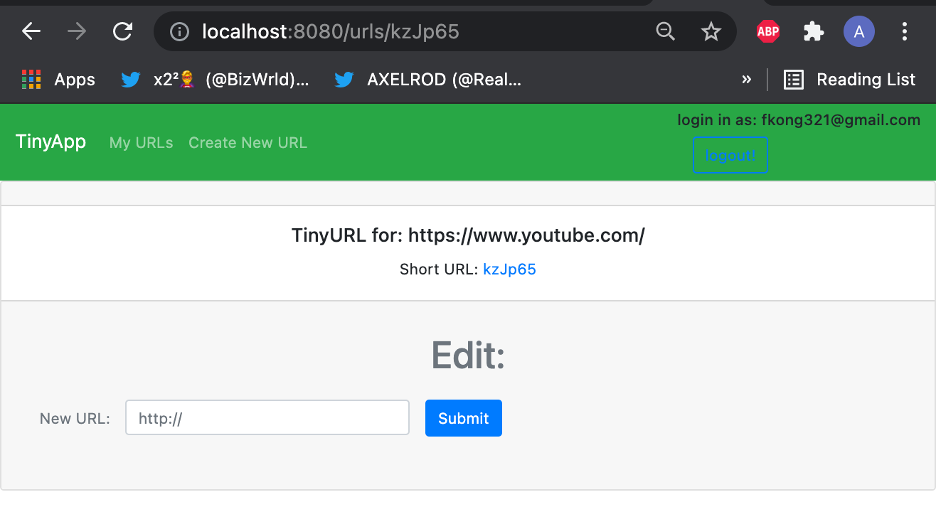 localhost:8080/urls/kzJp65
ABP
A
Apps
x2² (@BizWrld)...
AXELROD (@Real...
»
Reading List
login in as: fkong321@gmail.com
TinyApp
My URLs
Create New URL
logout!
TinyURL for: https://www.youtube.com/
Short URL: kzJp65
Edit:
New URL:
http://
Submit